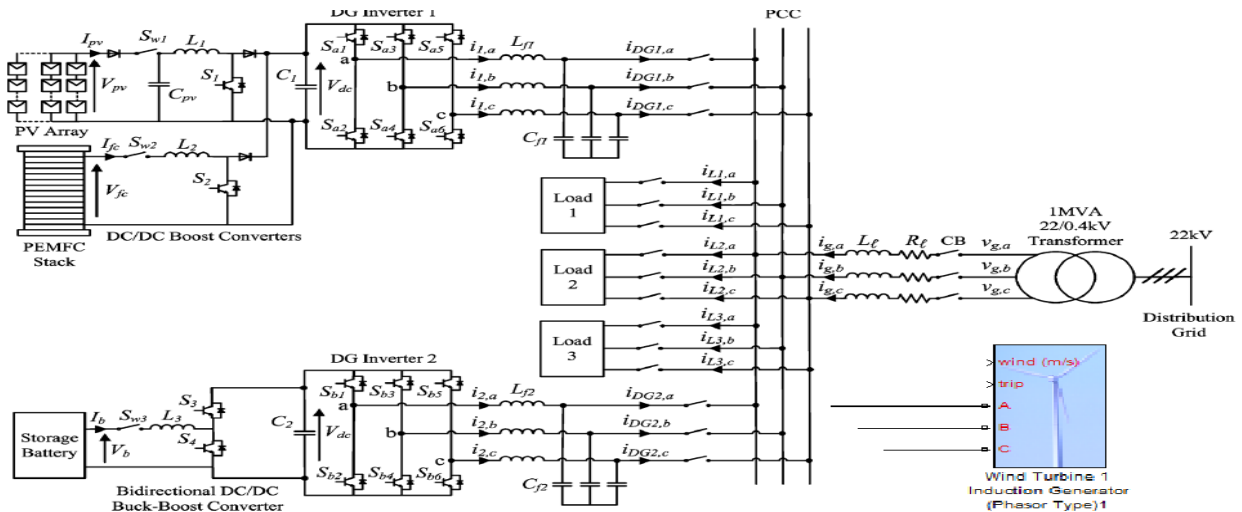 DG Inverter 1
PCC
I_pv S_w1 L_1
S_a1 S_a3 S_a5
i_1,a L_f1 i_DG1,a
a
S_1 C_1 V_dc
V_pv C_pv
b i_1,b i_DG1,b
c i_1,c i_DG1,c
PV Array
S_a2 S_a4 S_a6
C_f1
I_fc S_w2 L_2
S_2
V_fc
DC/DC Boost Converters
PEMFC
Stack
Load
1
i_L1,a
i_L1,b
i_L1,c
Load
2
i_L2,a
i_L2,b
i_L2,c
Load
3
i_L3,a
i_L3,b
i_L3,c
1MVA
22/0.4kV
Transformer
22kV
i_g,a L_ℓ R_ℓ CB v_g,a
i_g,b v_g,b
i_g,c v_g,c
Distribution
Grid
DG Inverter 2
S_b1 S_b3 S_b5
i_2,a L_f2 i_DG2,a
a
I_b S_w3 L_3 S_3
S_4
C_2 V_dc
b i_2,b i_DG2,b
c i_2,c i_DG2,c
Storage
Battery
V_b
S_b2 S_b4 S_b6
C_f2
Bidirectional DC/DC
Buck-Boost Converter
wind (m/s)
trip
A
B
C
Wind Turbine 1
Induction Generator
(Phasor Type)1